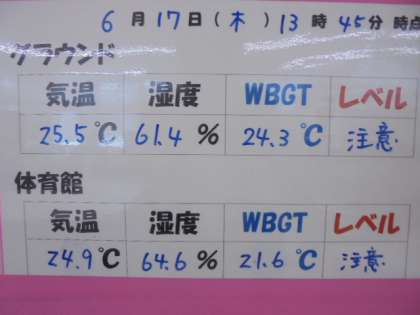 6月17日(木)13時45分 時点
グラウンド
気温 湿度 WBGT レベル
25.5℃ 61.4% 24.3℃ 注意
体育館
気温 湿度 WBGT レベル
24.9℃ 64.6% 21.6℃ 注意